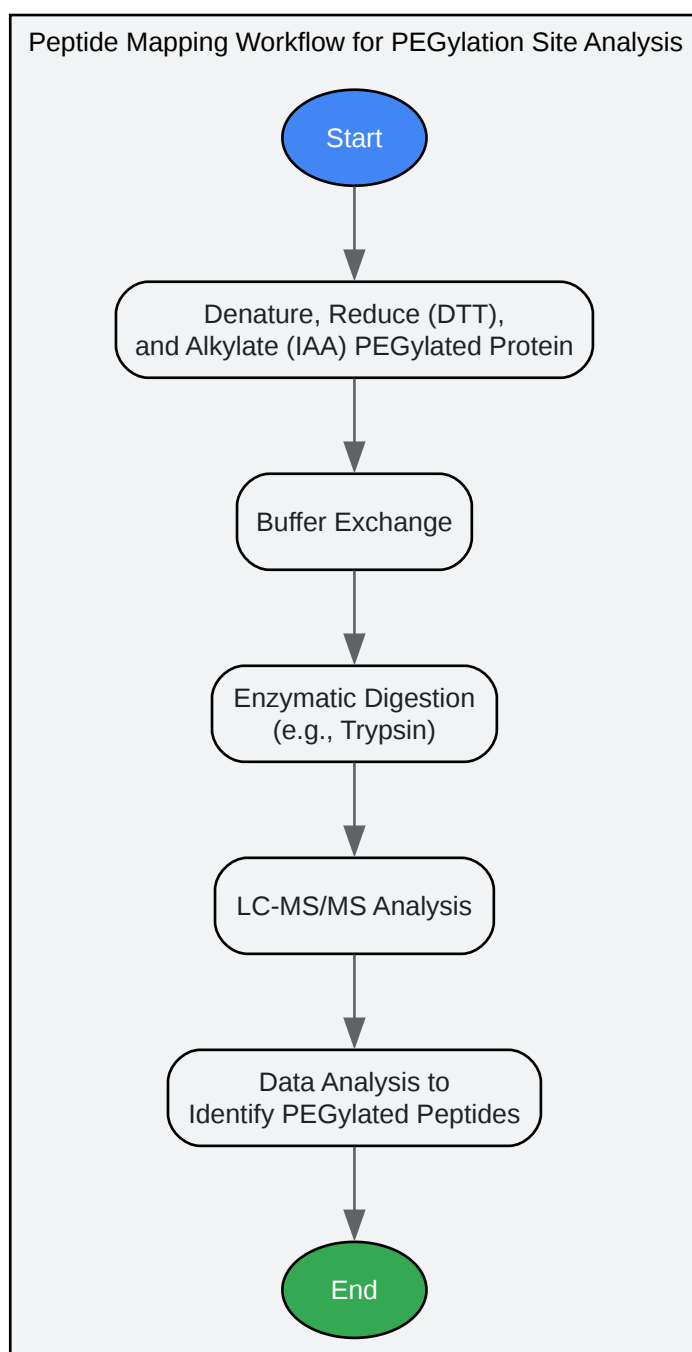 Peptide Mapping Workflow for PEGylation Site Analysis
Start
Denature, Reduce (DTT),
and Alkylate (IAA) PEGylated Protein
Buffer Exchange
Enzymatic Digestion
(e.g., Trypsin)
LC-MS/MS Analysis
Data Analysis to
Identify PEGylated Peptides
End